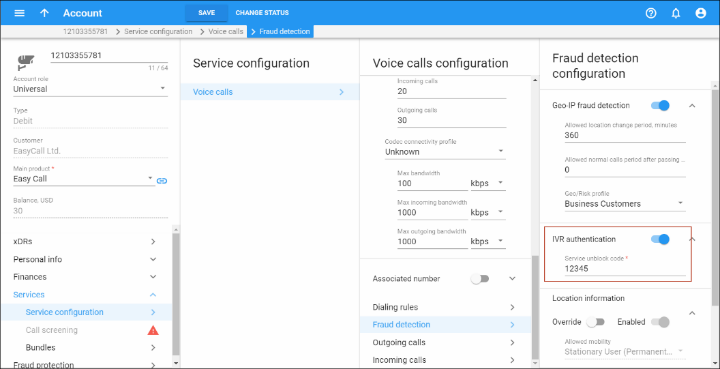 Account
SAVE
CHANGE STATUS
12103355781
Service configuration
Voice calls
Fraud detection
12103355781
11 / 64
Account role
Universal
Type
Debit
Customer
EasyCall Ltd.
Main product *
Easy Call
Balance, USD
30
xDRs
Personal info
Finances
Services
Service configuration
Call screening
Bundles
Fraud protection
Service configuration
Voice calls
Voice calls configuration
Incoming calls
20
Outgoing calls
30
Codec connectivity profile
Unknown
Max bandwidth
100 kbps
Max incoming bandwidth
1000 kbps
Max outgoing bandwidth
1000 kbps
Associated number
Dialing rules
Fraud detection
Outgoing calls
Incoming calls
Fraud detection
configuration
Geo-IP fraud detection
Allowed location change period, minutes
360
Allowed normal calls period after passing ...
0
Geo/Risk profile
Business Customers
IVR authentication
Service unblock code *
12345
Location information
Override Enabled
Allowed mobility
Stationary User (Permanent...